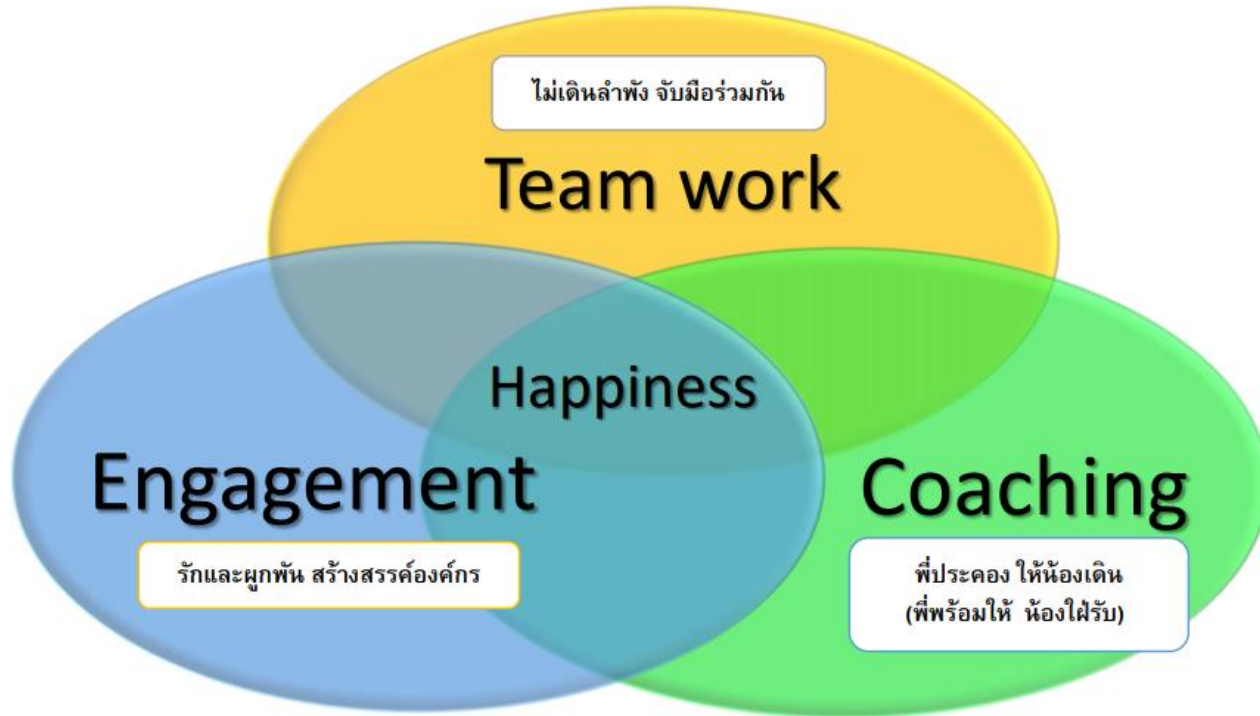 ไม่เดินลำพัง จับมือร่วมกัน
Team work
Happiness
Engagement
รักและผูกพัน สร้างสรรค์องค์กร
Coaching
พี่ประคอง ให้น้องเดิน
(พี่พร้อมให้ น้องใฝ่รับ)